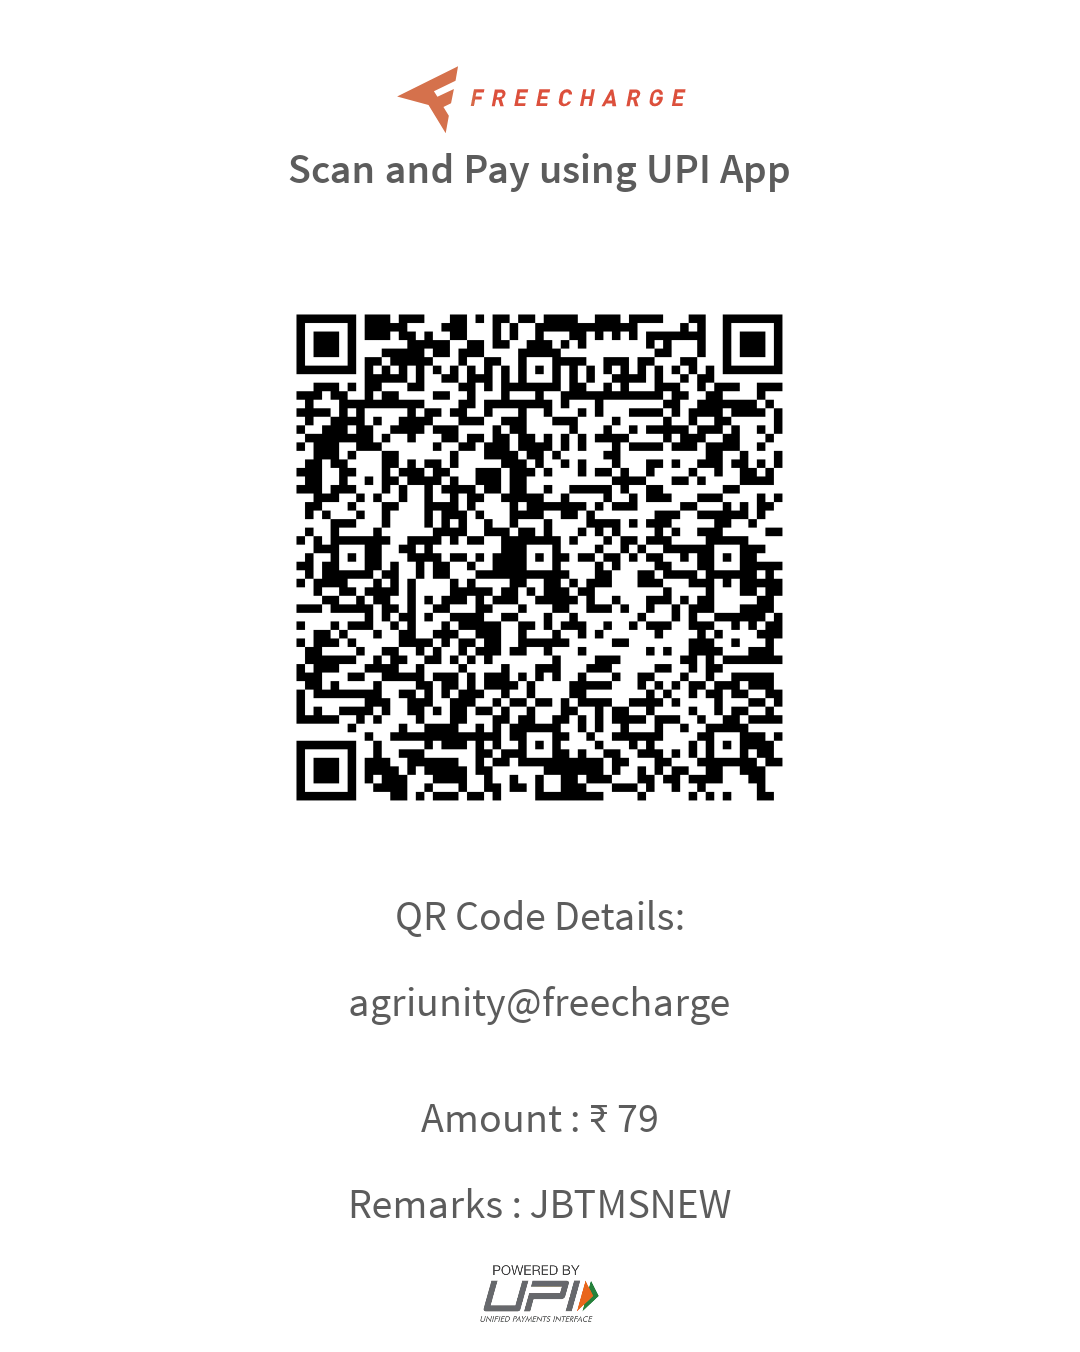 FREECHARGE
Scan and Pay using UPI App
QR Code Details:
agriunity@freecharge
Amount : ₹ 79
Remarks : JBTMSNEW
POWERED BY
UPI
UNIFIED PAYMENTS INTERFACE